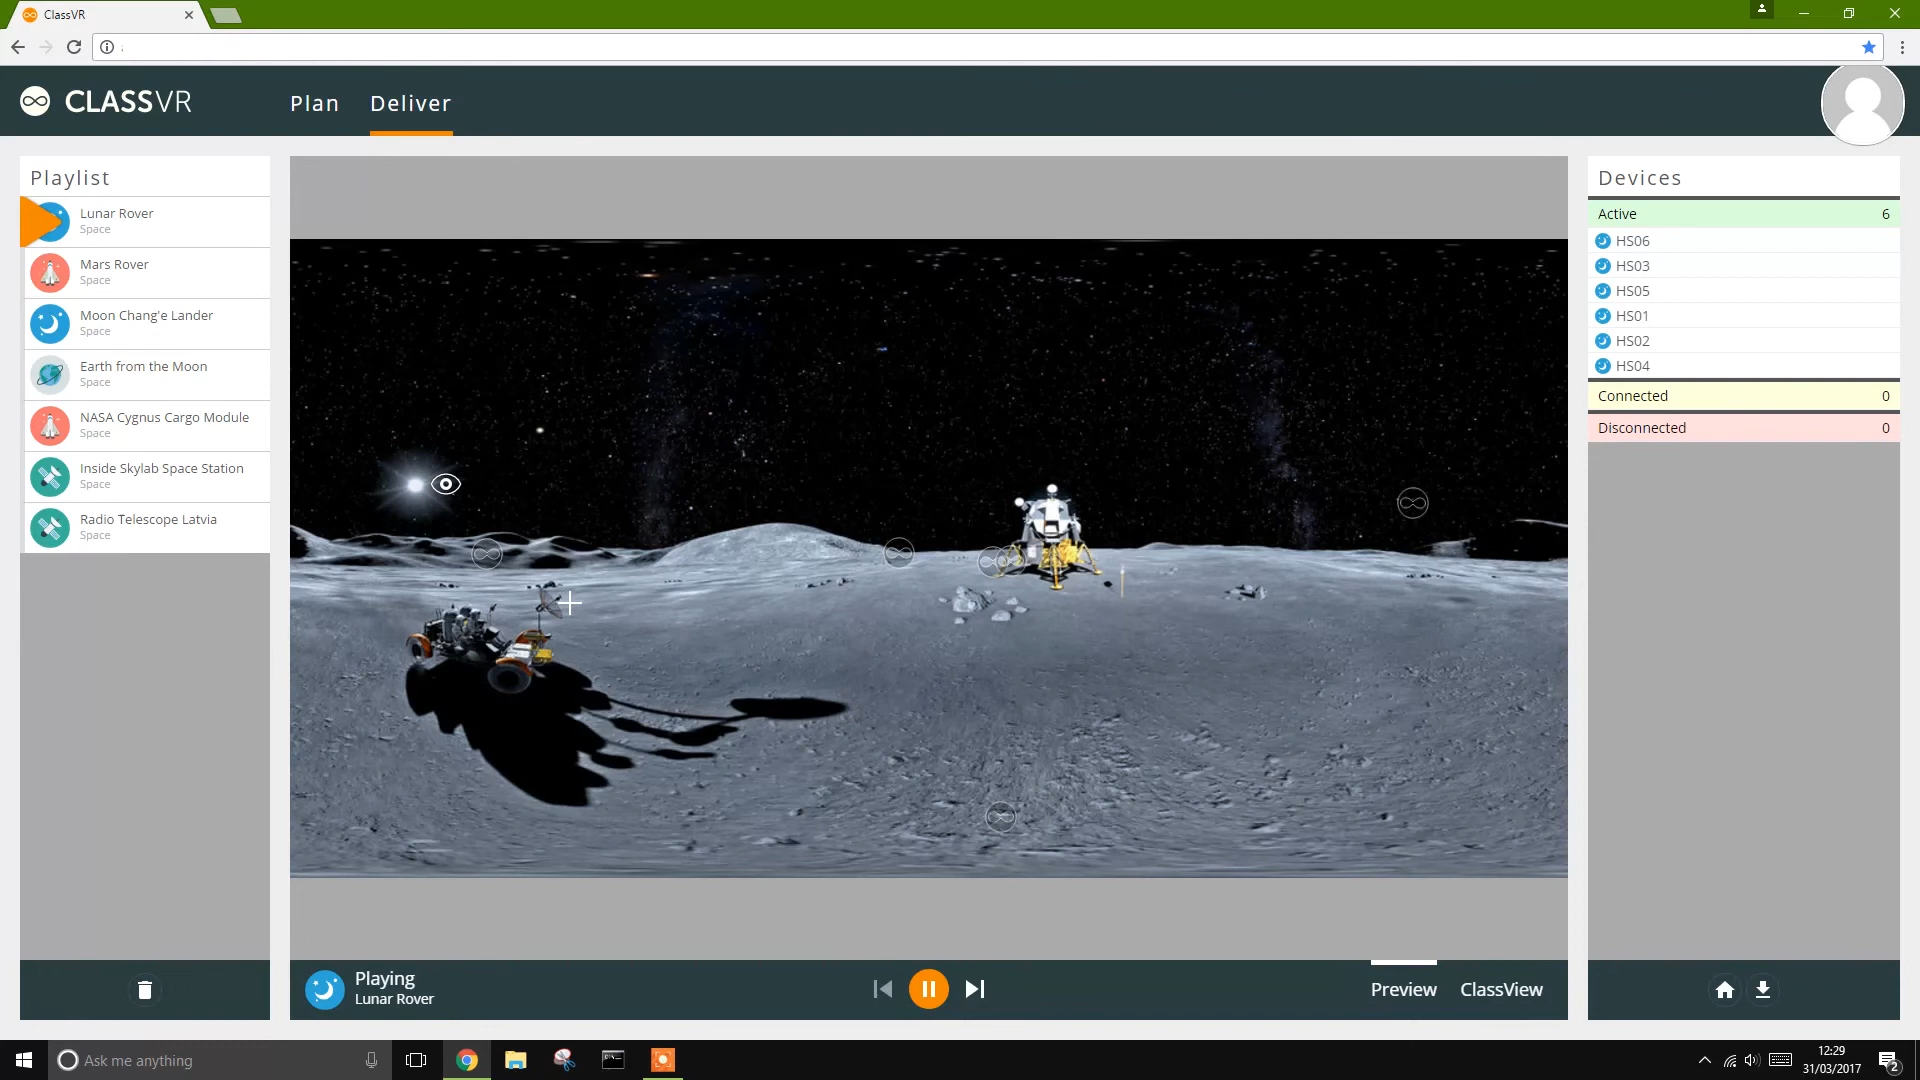 ClassVR
CLASSVR
Plan
Deliver
Playlist
Lunar Rover
Space
Mars Rover
Space
Moon Chang'e Lander
Space
Earth from the Moon
Space
NASA Cygnus Cargo Module
Space
Inside Skylab Space Station
Space
Radio Telescope Latvia
Space
Devices
Active 6
HS06
HS03
HS05
HS01
HS02
HS04
Connected 0
Disconnected 0
Playing
Lunar Rover
Preview
ClassView
Ask me anything
12:29
31/03/2017
2